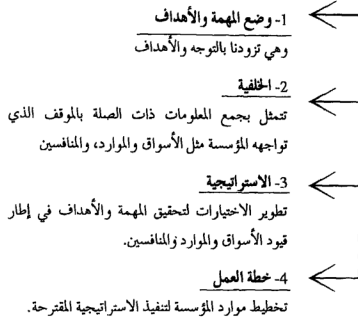 1- وضع المهمة والأهداف
وهي تزودنا بالتوجه والأهداف
2- الخلفية
تتمثل بجمع المعلومات ذات الصلة بالموقف الذي
تواجهه المؤسسة مثل الأسواق والموارد، والمنافسين
3- الاستراتيجية
تطوير الاختيارات لتحقيق المهمة والأهداف في إطار
قيود الأسواق والموارد والمنافسين.
4- خطة العمل
تخطيط موارد المؤسسة لتنفيذ الاستراتيجية المقترحة.